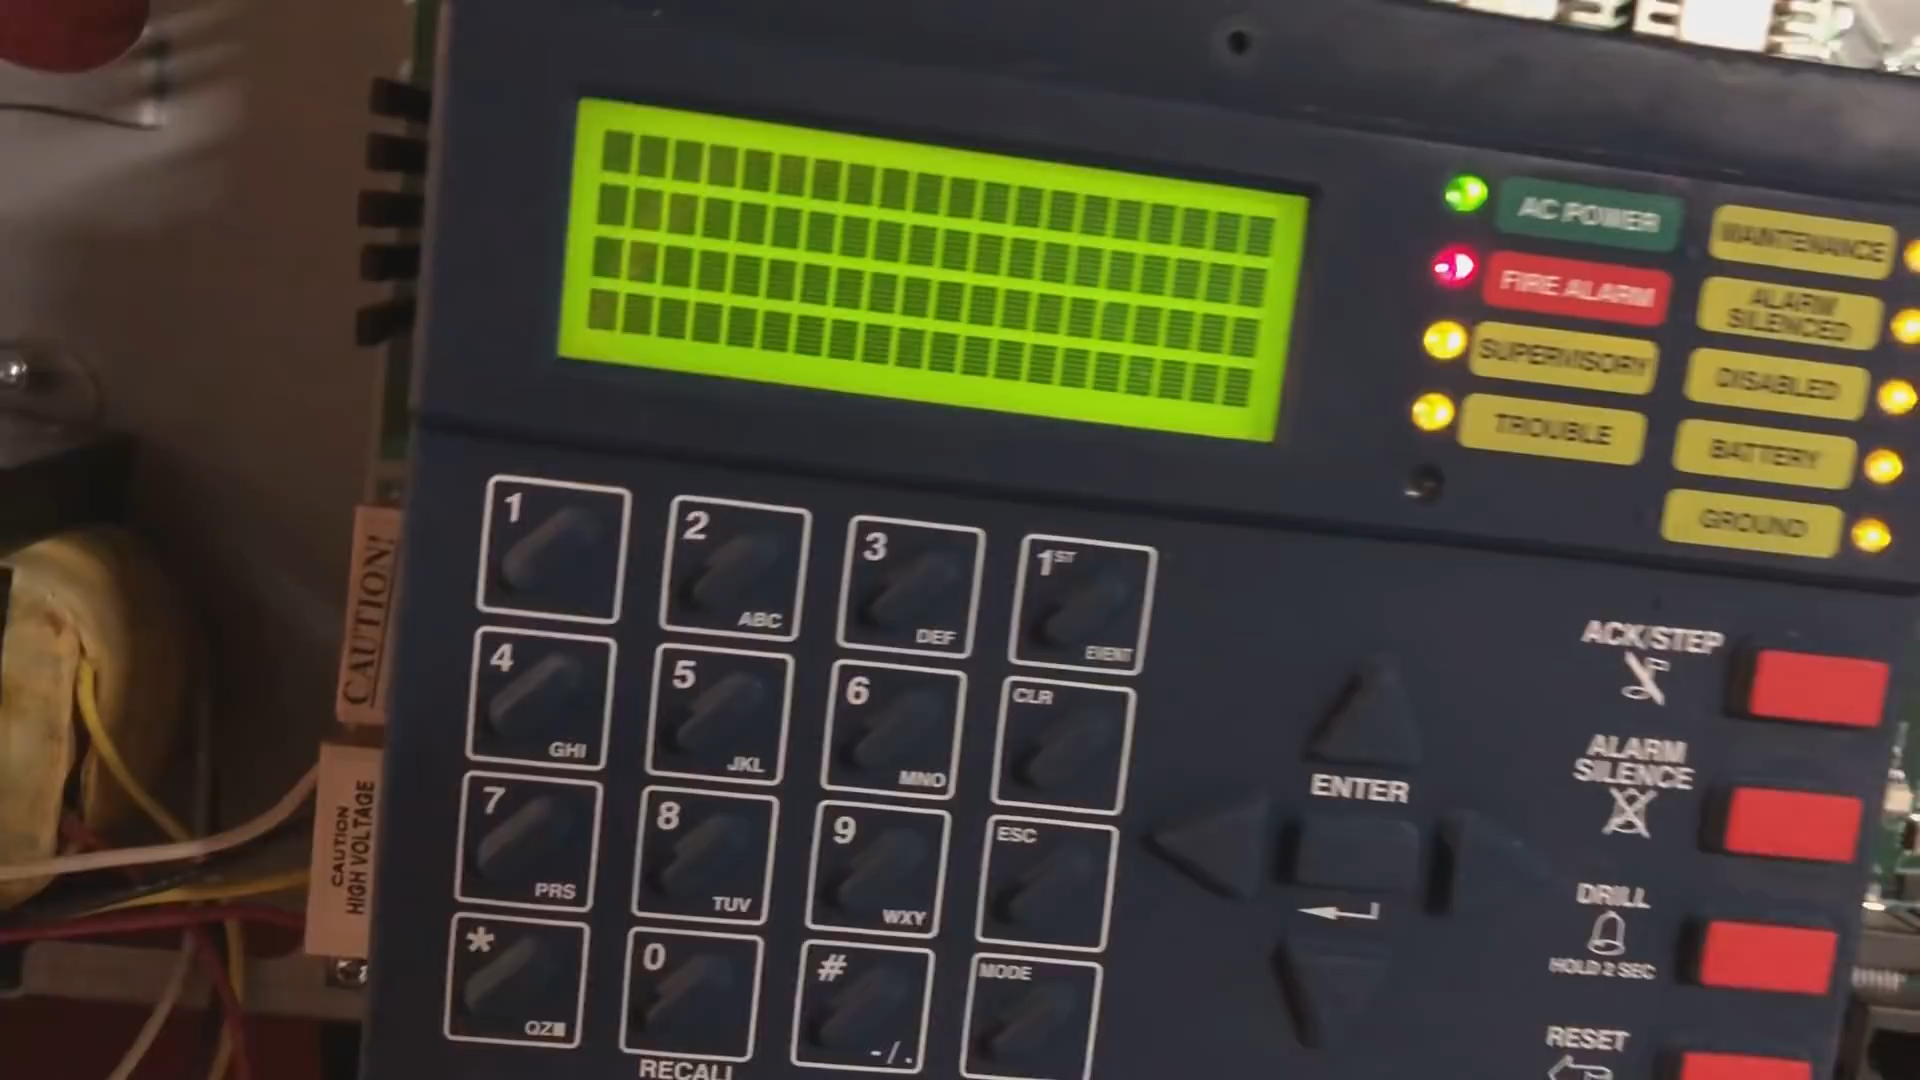 AC POWER
FIRE ALARM
SUPERVISORY
TROUBLE
MAINTENANCE
ALARM
SILENCED
DISABLED
BATTERY
GROUND
1
2
ABC
3
DEF
1ST
EVENT
4
GHI
5
JKL
6
MNO
CLR
7
PRS
8
TUV
9
WXY
ESC
*
QZ
0
#
- / .
MODE
RECALL
ENTER
ACK/STEP
ALARM
SILENCE
DRILL
HOLD 2 SEC
RESET
CAUTION!
CAUTION
HIGH VOLTAGE